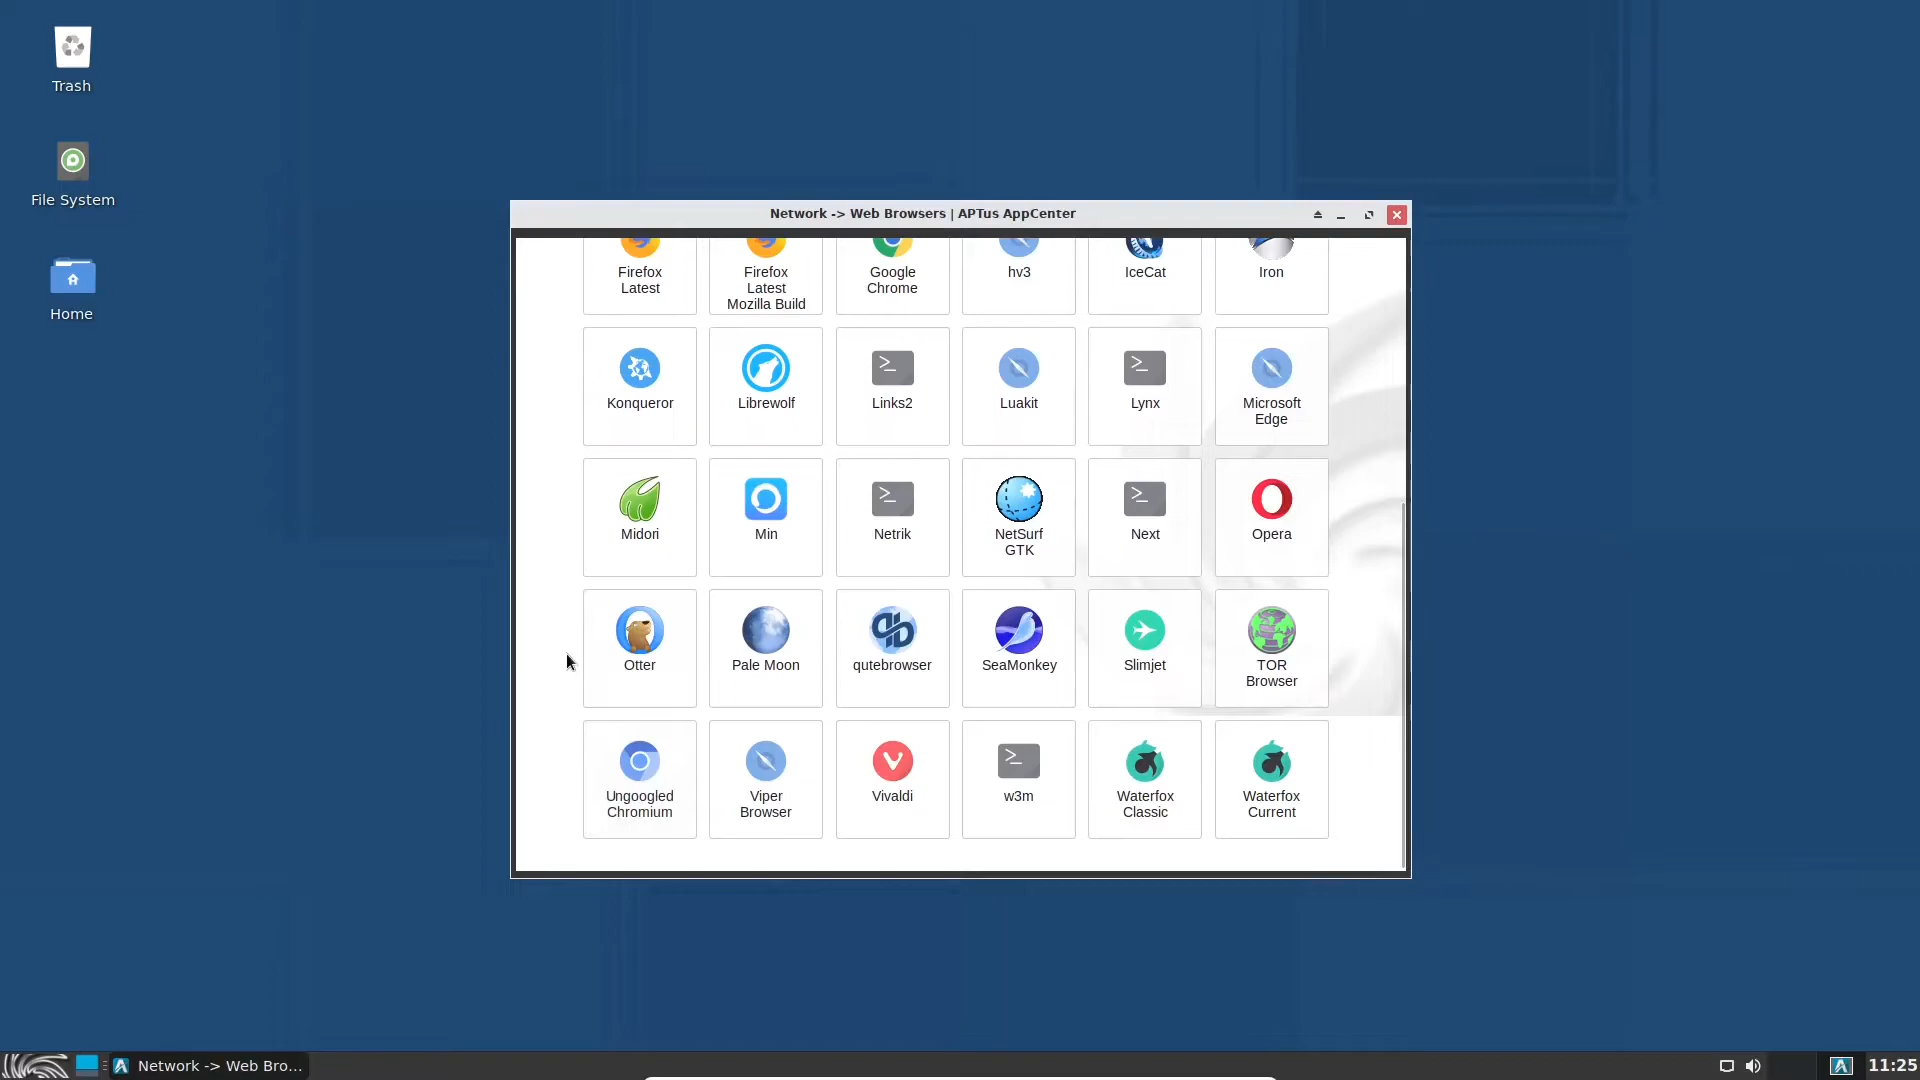 Trash
File System
Home
Network -> Web Browsers | APTus AppCenter
Firefox
Latest
Firefox
Latest
Mozilla Build
Google
Chrome
hv3
IceCat
Iron
Konqueror
Librewolf
Links2
Luakit
Lynx
Microsoft
Edge
Midori
Min
Netrik
NetSurf
GTK
Next
Opera
Otter
Pale Moon
qutebrowser
SeaMonkey
Slimjet
TOR
Browser
Ungoogled
Chromium
Viper
Browser
Vivaldi
w3m
Waterfox
Classic
Waterfox
Current
Network -> Web Bro...
11:25